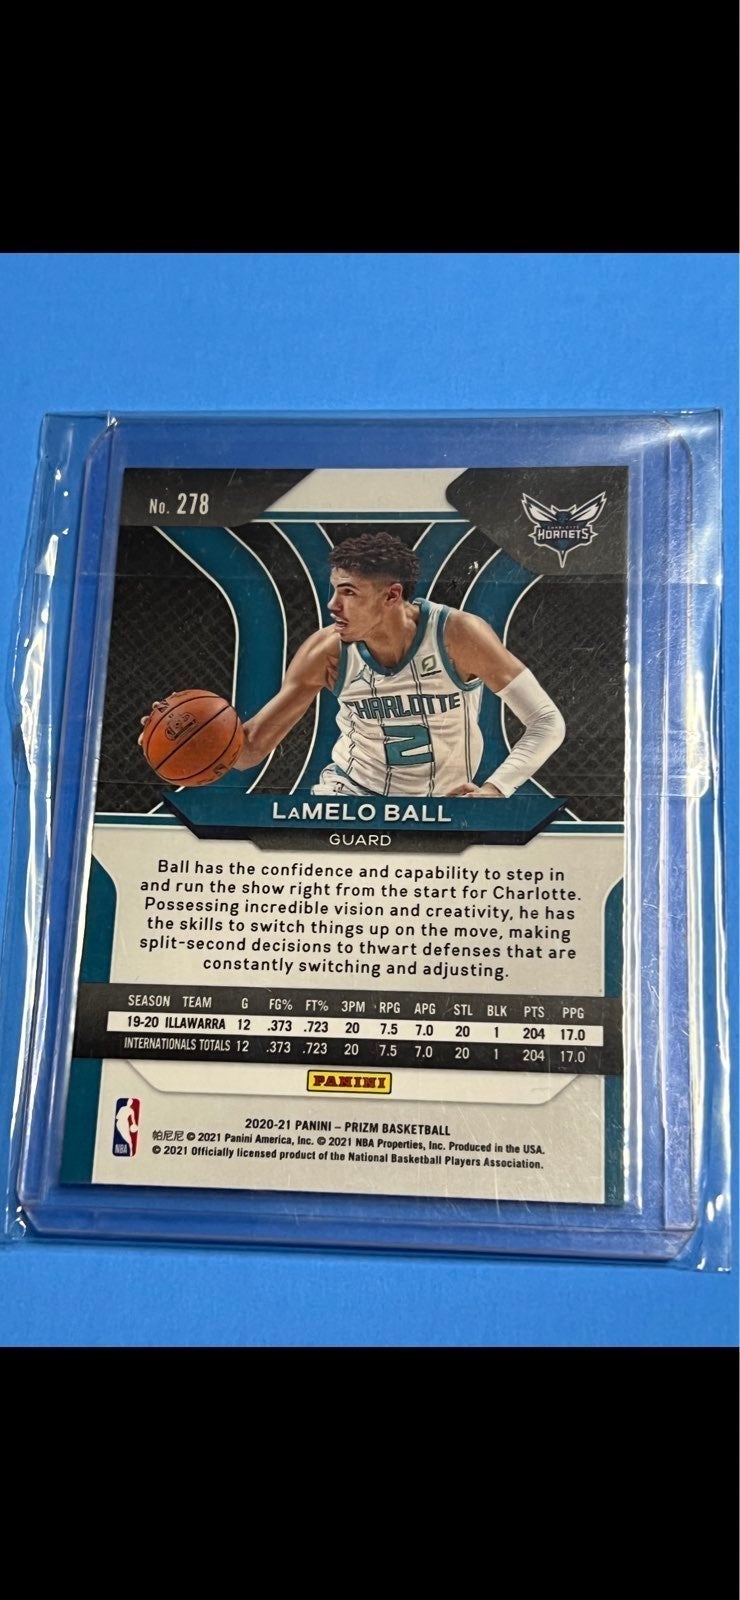 No. 278
CHARLOTTE
HORNETS
CHARLOTTE
2
LAMELO BALL
GUARD
Ball has the confidence and capability to step in
and run the show right from the start for Charlotte.
Possessing incredible vision and creativity, he has
the skills to switch things up on the move, making
split-second decisions to thwart defenses that are
constantly switching and adjusting.
SEASON TEAM G FG% FT% 3PM RPG APG STL BLK PTS PPG
19-20 ILLAWARRA 12 .373 .723 20 7.5 7.0 20 1 204 17.0
INTERNATIONALS TOTALS 12 .373 .723 20 7.5 7.0 20 1 204 17.0
PANINI
2020-21 PANINI – PRIZM BASKETBALL
帕尼尼 © 2021 Panini America, Inc. © 2021 NBA Properties, Inc. Produced in the USA.
© 2021 Officially licensed product of the National Basketball Players Association.
NBA